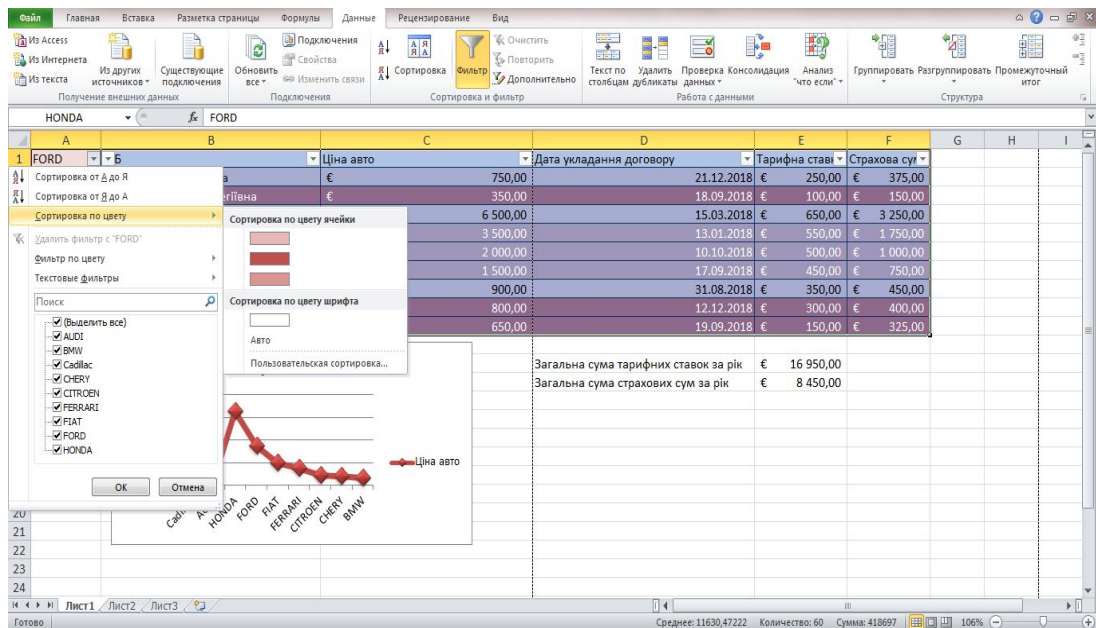 Файл Главная Вставка Разметка страницы Формулы Данные Рецензирование Вид
Из Access
Из Интернета
Из текста
Из других источников
Существующие подключения
Получение внешних данных
Обновить все
Подключения
Свойства
Изменить связи
Подключения
Сортировка
Фильтр
Очистить
Повторить
Дополнительно
Сортировка и фильтр
Текст по столбцам
Удалить дубликаты
Проверка данных
Консолидация
Анализ "что если"
Работа с данными
Группировать
Разгруппировать
Промежуточный итог
Структура
HONDA fx FORD
A B C D E F G H I
1 FORD Б Ціна авто Дата укладання договору Тарифна ставк Страхова сум
а € 750,00 21.12.2018 € 250,00 € 375,00
гіївна € 350,00 18.09.2018 € 100,00 € 150,00
6 500,00 15.03.2018 € 650,00 € 3 250,00
3 500,00 13.01.2018 € 550,00 € 1 750,00
2 000,00 10.10.2018 € 500,00 € 1 000,00
1 500,00 17.09.2018 € 450,00 € 750,00
900,00 31.08.2018 € 350,00 € 450,00
800,00 12.12.2018 € 300,00 € 400,00
650,00 19.09.2018 € 150,00 € 325,00
Загальна сума тарифних ставок за рік € 16 950,00
Загальна сума страхових сум за рік € 8 450,00
Сортировка от А до Я
Сортировка от Я до А
Сортировка по цвету
Удалить фильтр с "FORD"
Фильтр по цвету
Текстовые фильтры
Поиск
(Выделить все)
AUDI
BMW
Cadillac
CHERY
CITROEN
FERRARI
FIAT
FORD
HONDA
ОК Отмена
Сортировка по цвету ячейки
Сортировка по цвету шрифта
Авто
Пользовательская сортировка...
Ціна авто
HONDA FORD FIAT FERRARI CITROEN CHERY BMW
20
21
22
23
24
Лист1 Лист2 Лист3
Готово Среднее: 11630,47222 Количество: 60 Сумма: 418697 106%